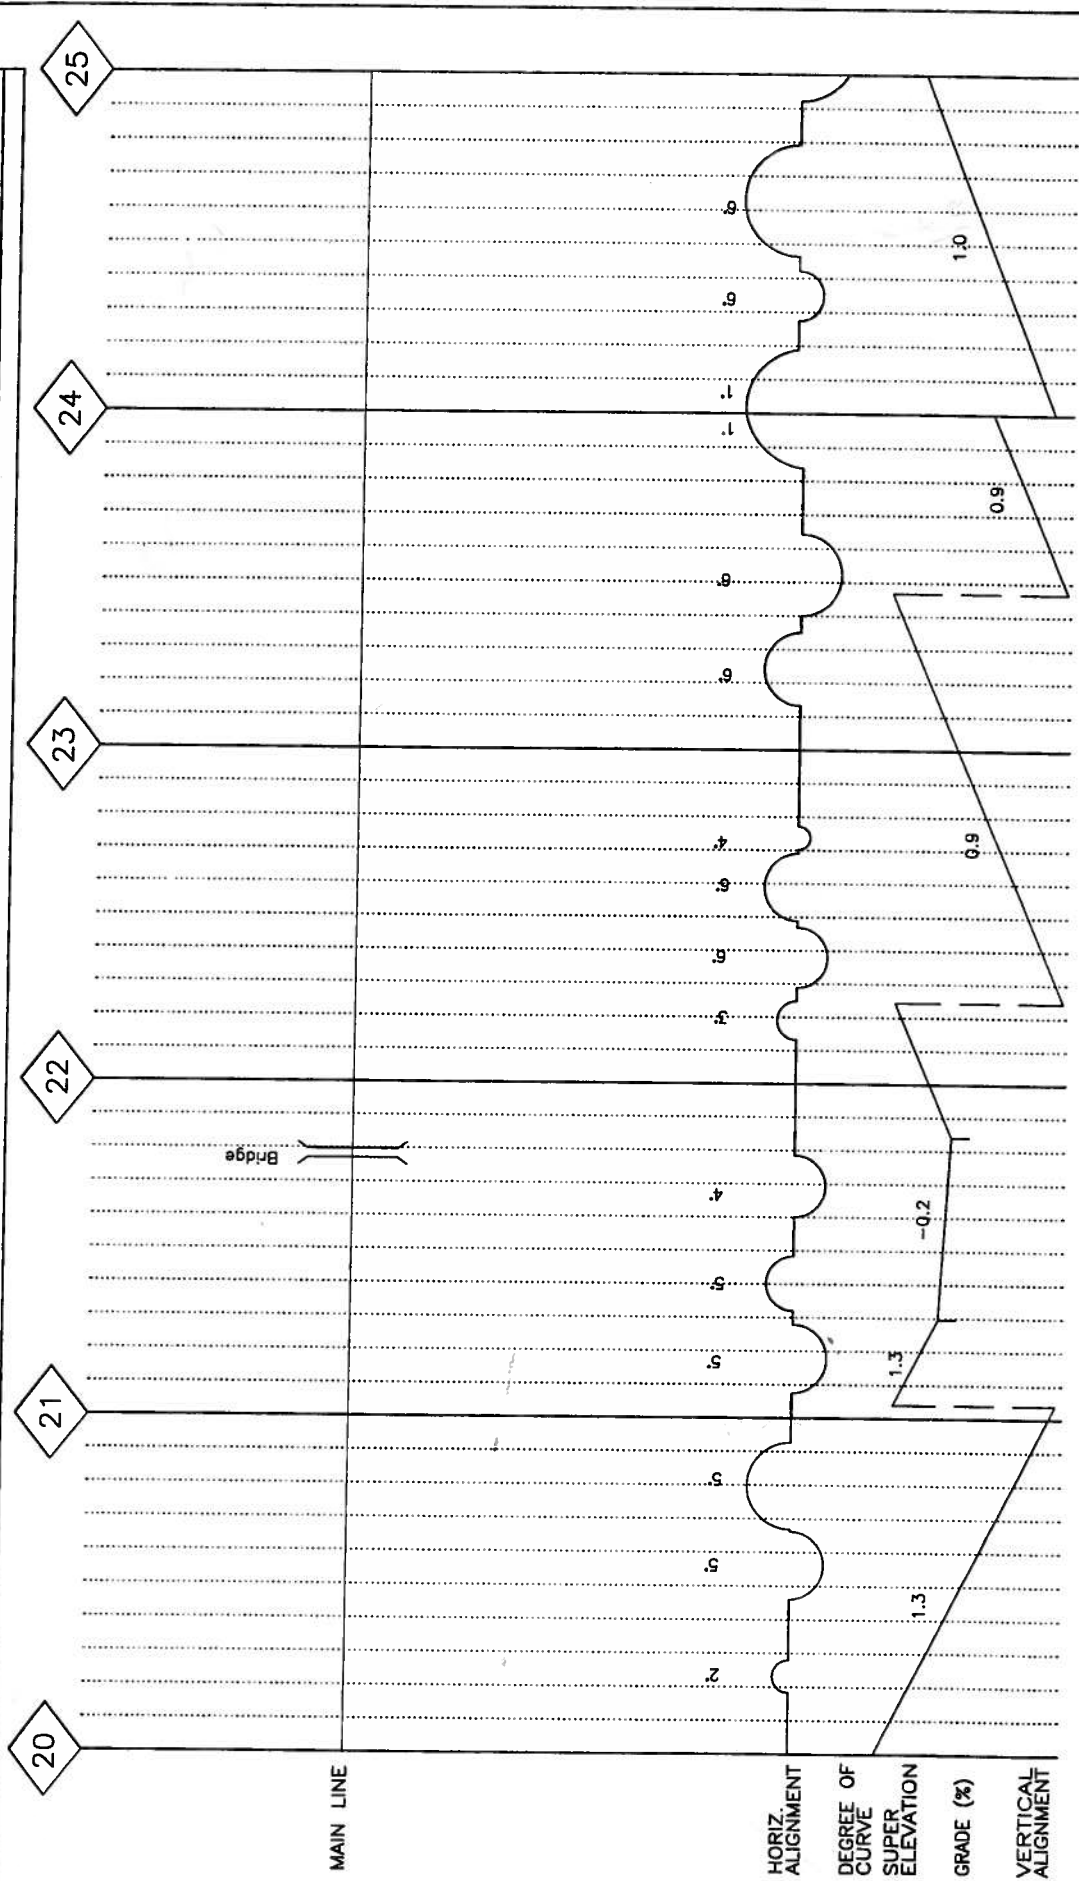 20
21
22
23
24
25
MAIN LINE
Bridge
2°
5°
5°
5°
5°
4°
3°
6°
6°
4°
6°
6°
1°
1°
6°
6°
HORIZ.
ALIGNMENT
DEGREE OF
CURVE
SUPER
ELEVATION
GRADE (%)
VERTICAL
ALIGNMENT
1.3
1.3
-0.2
0.9
0.9
1.0